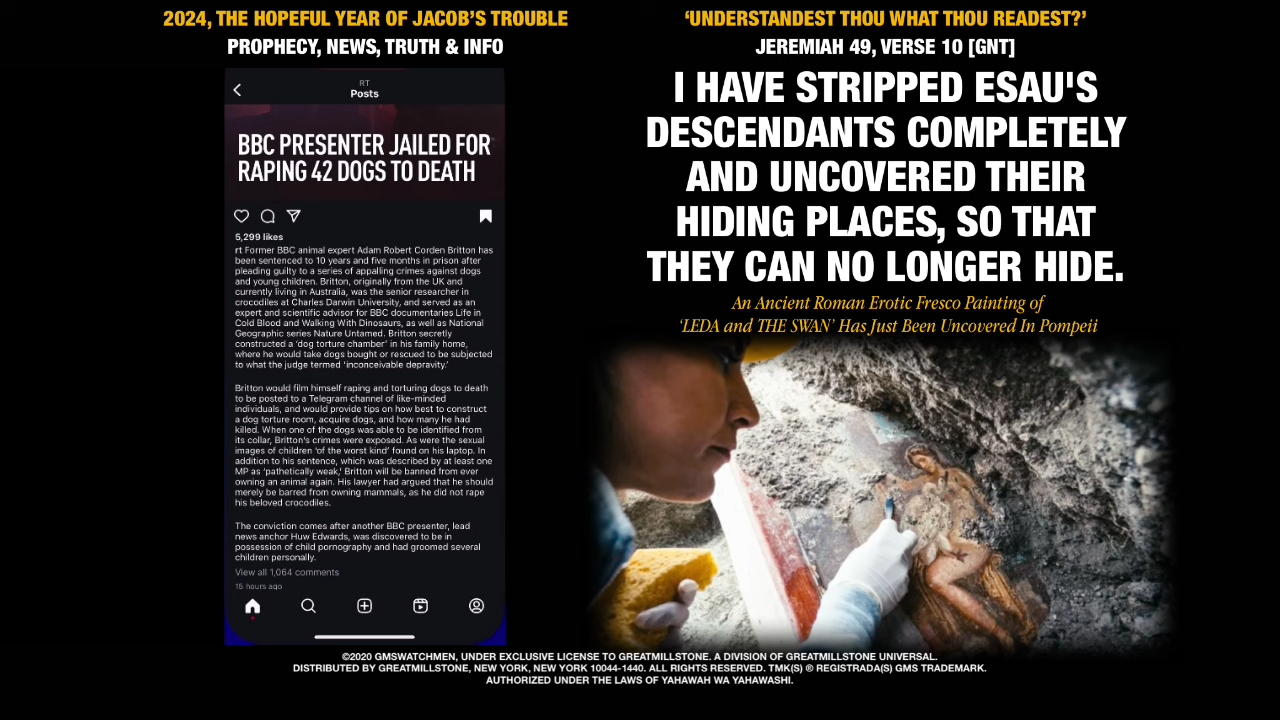 2024, THE HOPEFUL YEAR OF JACOB'S TROUBLE
PROPHECY, NEWS, TRUTH & INFO
RT
Posts
BBC PRESENTER JAILED FOR
RAPING 42 DOGS TO DEATH
5,299 likes
rt Former BBC animal expert Adam Robert Corden Britton has
been sentenced to 10 years and five months in prison after
pleading guilty to a series of appalling crimes against dogs
and young children. Britton, originally from the UK and
currently living in Australia, was the senior researcher in
crocodiles at Charles Darwin University, and served as an
expert and scientific advisor for BBC documentaries Life in
Cold Blood and Walking With Dinosaurs, as well as National
Geographic series Nature Untamed. Britton secretly
constructed a 'dog torture chamber' in his family home,
where he would take dogs bought or rescued to be subjected
to what the judge termed 'inconceivable depravity.'
Britton would film himself raping and torturing dogs to death
to be posted to a Telegram channel of like-minded
individuals, and would provide tips on how best to construct
a dog torture room, acquire dogs, and how many he had
killed. When one of the dogs was able to be identified from
its collar, Britton's crimes were exposed. As were the sexual
images of children 'of the worst kind' found on his laptop. In
addition to his sentence, which was described by at least one
MP as 'pathetically weak,' Britton will be banned from ever
owning an animal again. His lawyer had argued that he should
merely be barred from owning mammals, as he did not rape
his beloved crocodiles.
The conviction comes after another BBC presenter, lead
news anchor Huw Edwards, was discovered to be in
possession of child pornography and had groomed several
children personally.
View all 1,064 comments
15 hours ago
'UNDERSTANDEST THOU WHAT THOU READEST?'
JEREMIAH 49, VERSE 10 [GNT]
I HAVE STRIPPED ESAU'S
DESCENDANTS COMPLETELY
AND UNCOVERED THEIR
HIDING PLACES, SO THAT
THEY CAN NO LONGER HIDE.
An Ancient Roman Erotic Fresco Painting of
'LEDA and THE SWAN' Has Just Been Uncovered In Pompeii
©2020 GMSWATCHMEN, UNDER EXCLUSIVE LICENSE TO GREATMILLSTONE. A DIVISION OF GREATMILLSTONE UNIVERSAL.
DISTRIBUTED BY GREATMILLSTONE, NEW YORK, NEW YORK 10044-1440. ALL RIGHTS RESERVED. TMK(S) ® REGISTRADA(S) GMS TRADEMARK.
AUTHORIZED UNDER THE LAWS OF YAHAWAH WA YAHAWASHI.